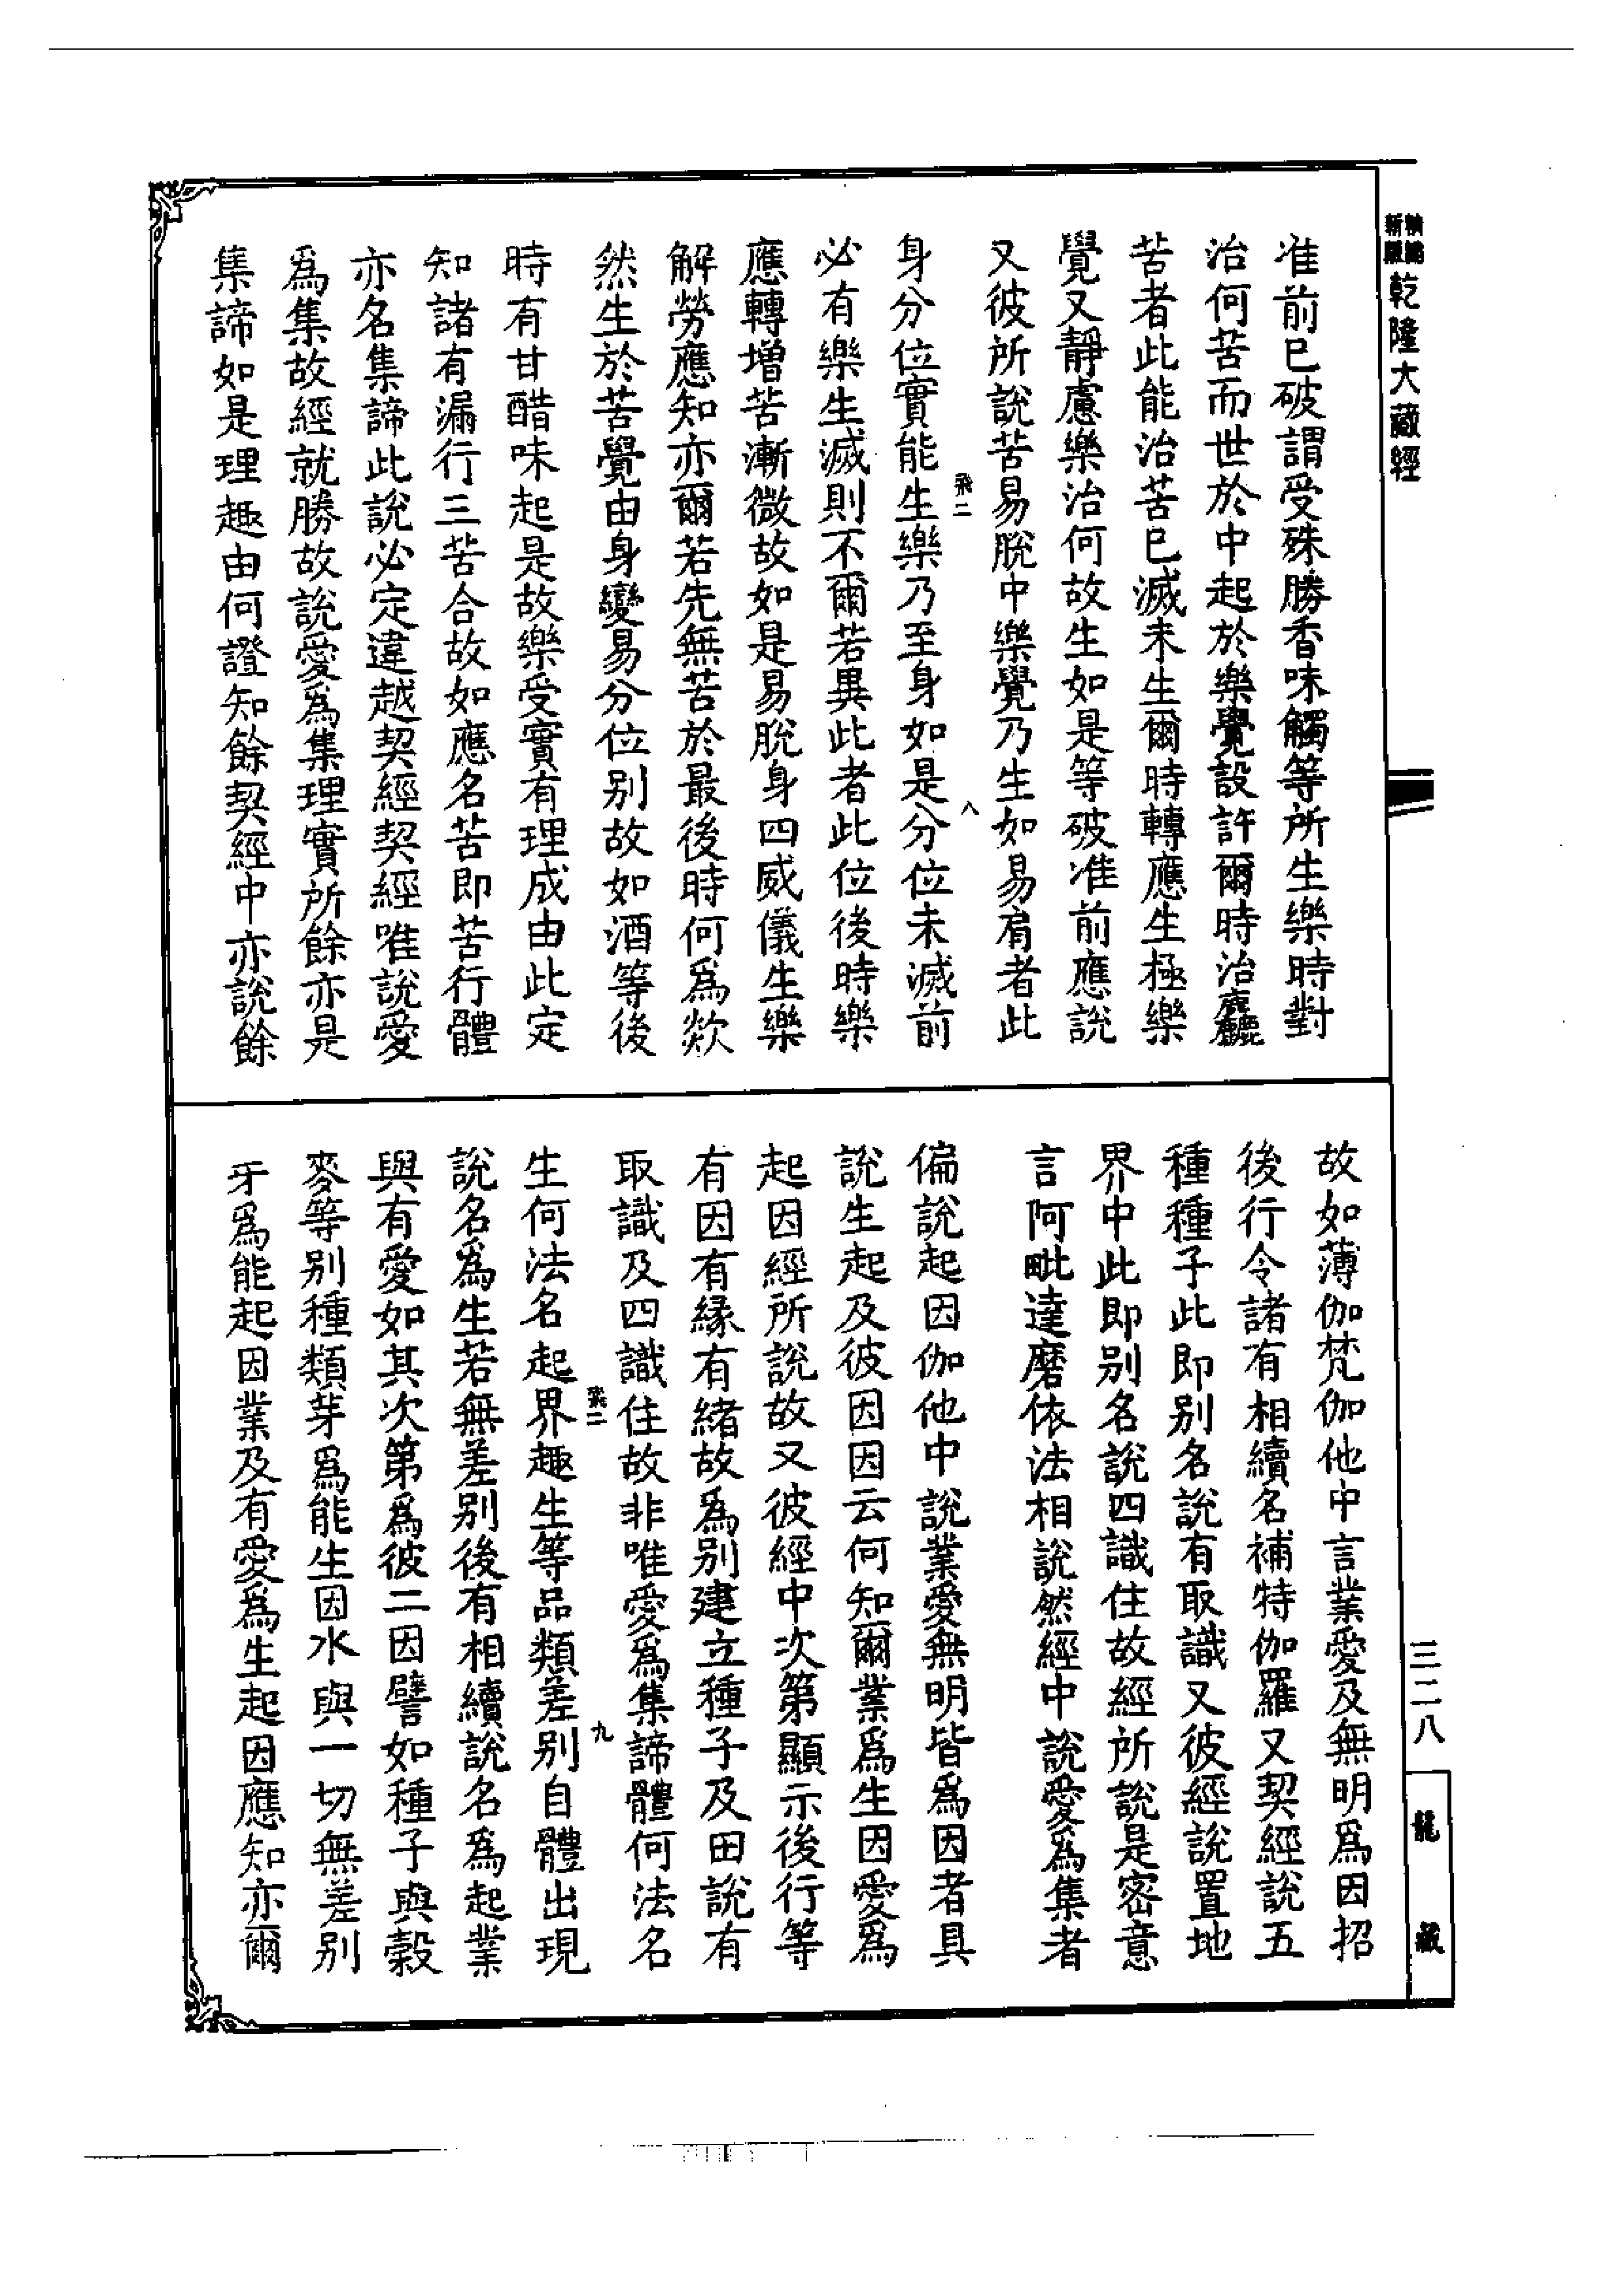 乾隆大藏經
准前已破謂受殊勝香味觸等所生樂時對
治何苦而世於中起於樂覺設許爾時治麤
苦者此能治苦已滅未生爾時轉應生極樂
覺又靜慮樂治何故生如是等破准前應說
又彼所說苦易脫中樂覺乃生如易肩者此
飛二
八
身分位實能生樂乃至身如是分位未滅前
必有樂生滅則不爾若異此者此位後時樂
應轉增苦漸微故如是易脫身四威儀生樂
解勞應知亦爾若先無苦於最後時何爲欻
然生於苦覺由身變易分位別故如酒等後
時有甘醋味起是故樂受實有理成由此定
知諸有漏行三苦合故如應名苦即苦行體
亦名集諦此說必定違越契經契經唯說愛
爲集故經就勝故說愛爲集理實所餘亦是
集諦如是理趣由何證知餘契經中亦說餘
故如薄伽梵伽他中言業愛及無明爲因招
後行令諸有相續名補特伽羅又契經說五
種種子此即別名說有取識又彼經說置地
界中此即別名說四識住故經所說是密意
言阿毗達磨依法相說然經中說愛爲集者
偏說起因伽他中說業愛無明皆爲因者具
說生起及彼因因云何知爾業爲生因愛爲
起因經所說故又彼經中次第顯示後行等
有因有緣有緒故爲別建立種子及田說有
取識及四識住故非唯愛爲集諦體何法名
飛二
九
生何法名起界趣生等品類差別自體出現
說名爲生若無差別後有相續說名爲起業
與有愛如其次第爲彼二因譬如種子與穀
麥等別種類芽爲能生因水與一切無差別
牙爲能起因業及有愛爲生起因應知亦爾
三二八
龍藏